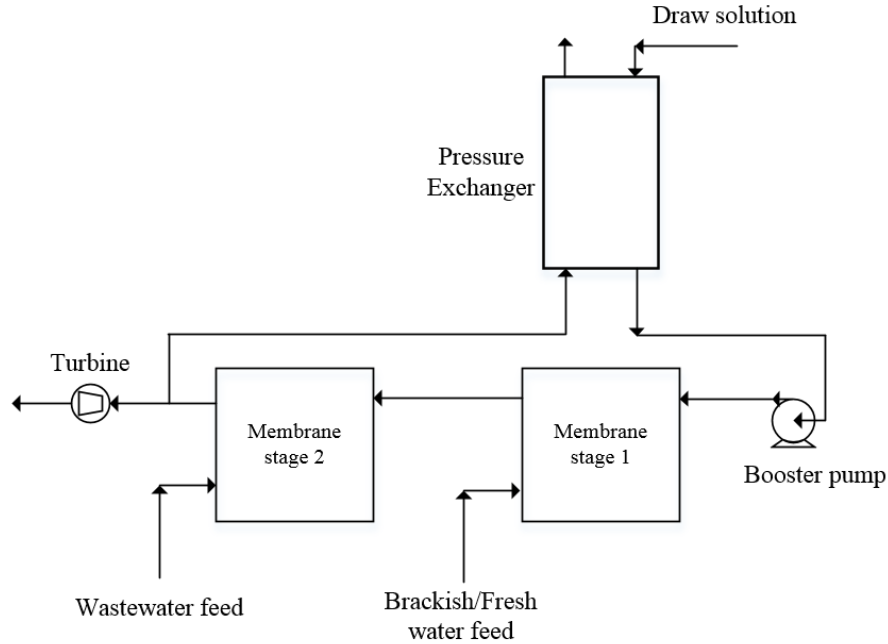 Draw solution
Pressure
Exchanger
Turbine
Membrane
stage 2
Membrane
stage 1
Booster pump
Wastewater feed
Brackish/Fresh
water feed